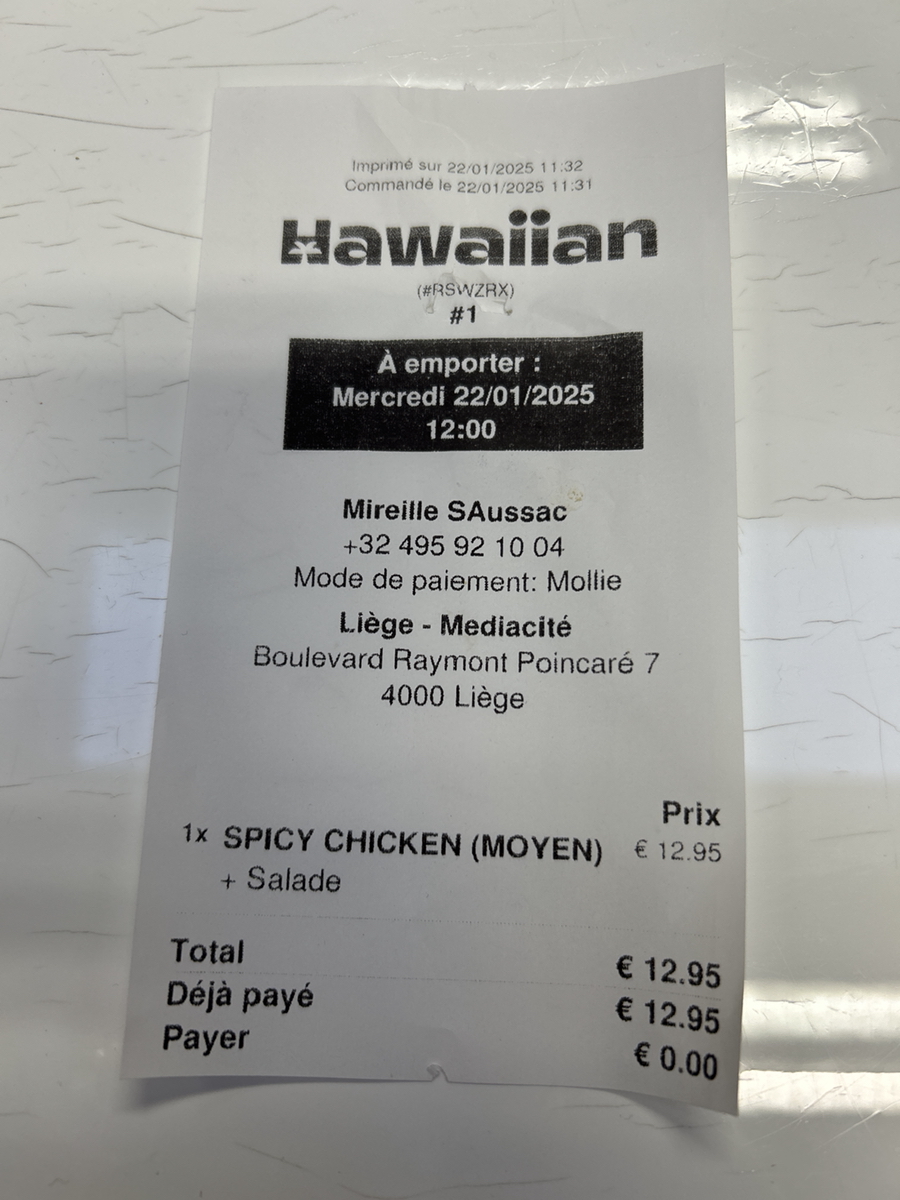 Imprimé sur 22/01/2025 11:32
Commandé le 22/01/2025 11:31
Hawaiian
(#RSWZRX)
#1
À emporter :
Mercredi 22/01/2025
12:00
Mireille SAussac
+32 495 92 10 04
Mode de paiement: Mollie
Liège - Mediacité
Boulevard Raymont Poincaré 7
4000 Liège
Prix
1x SPICY CHICKEN (MOYEN) € 12.95
+ Salade
Total € 12.95
Déjà payé € 12.95
Payer € 0.00